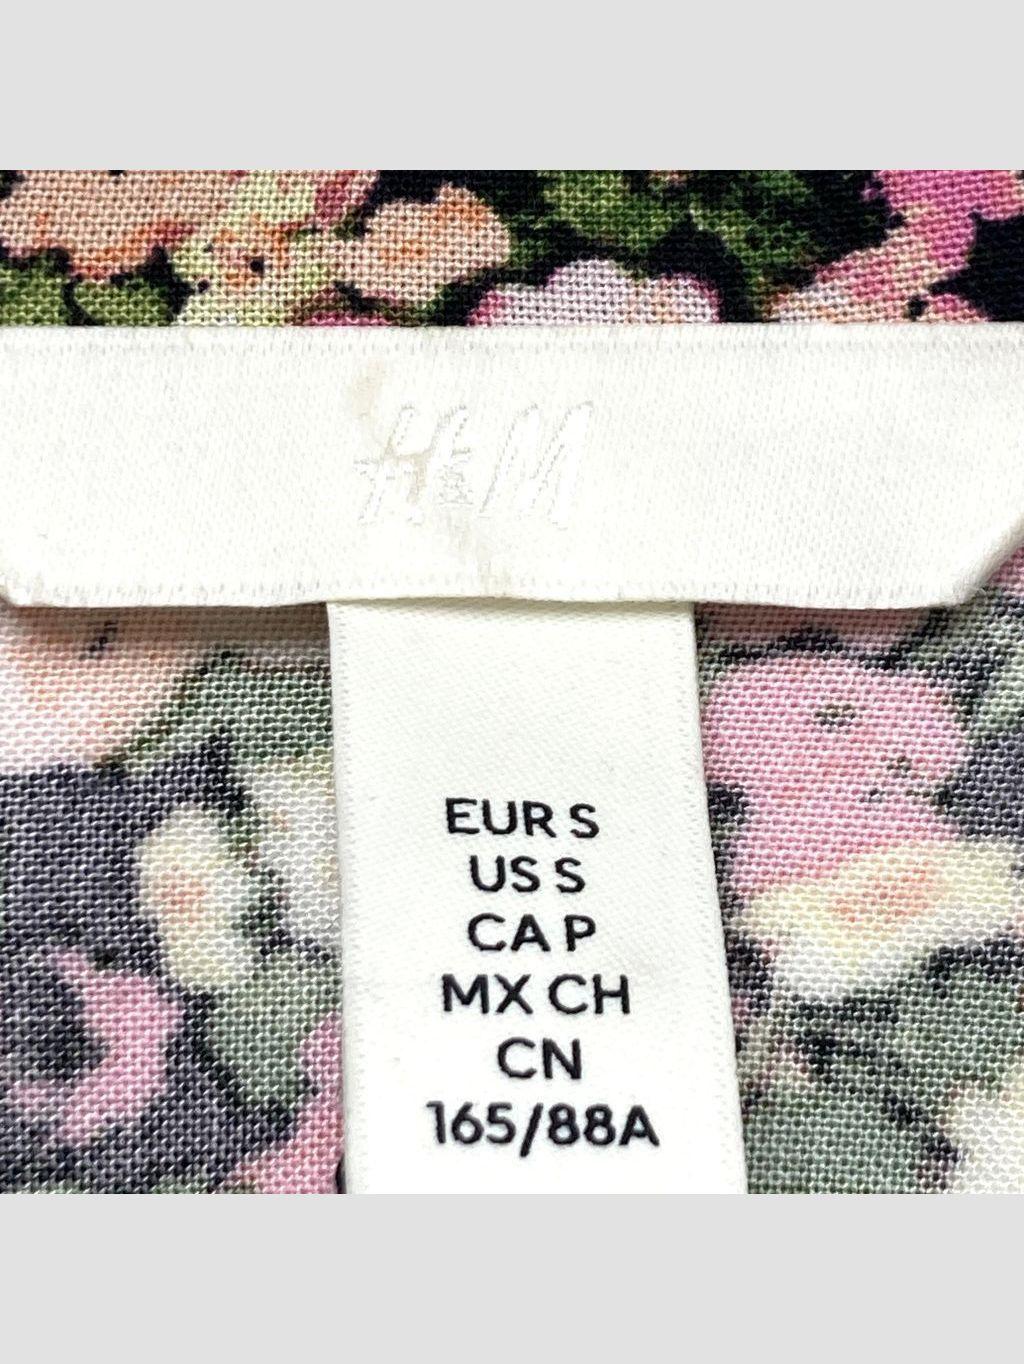 H&M
EUR S
US S
CA P
MX CH
CN
165/88A